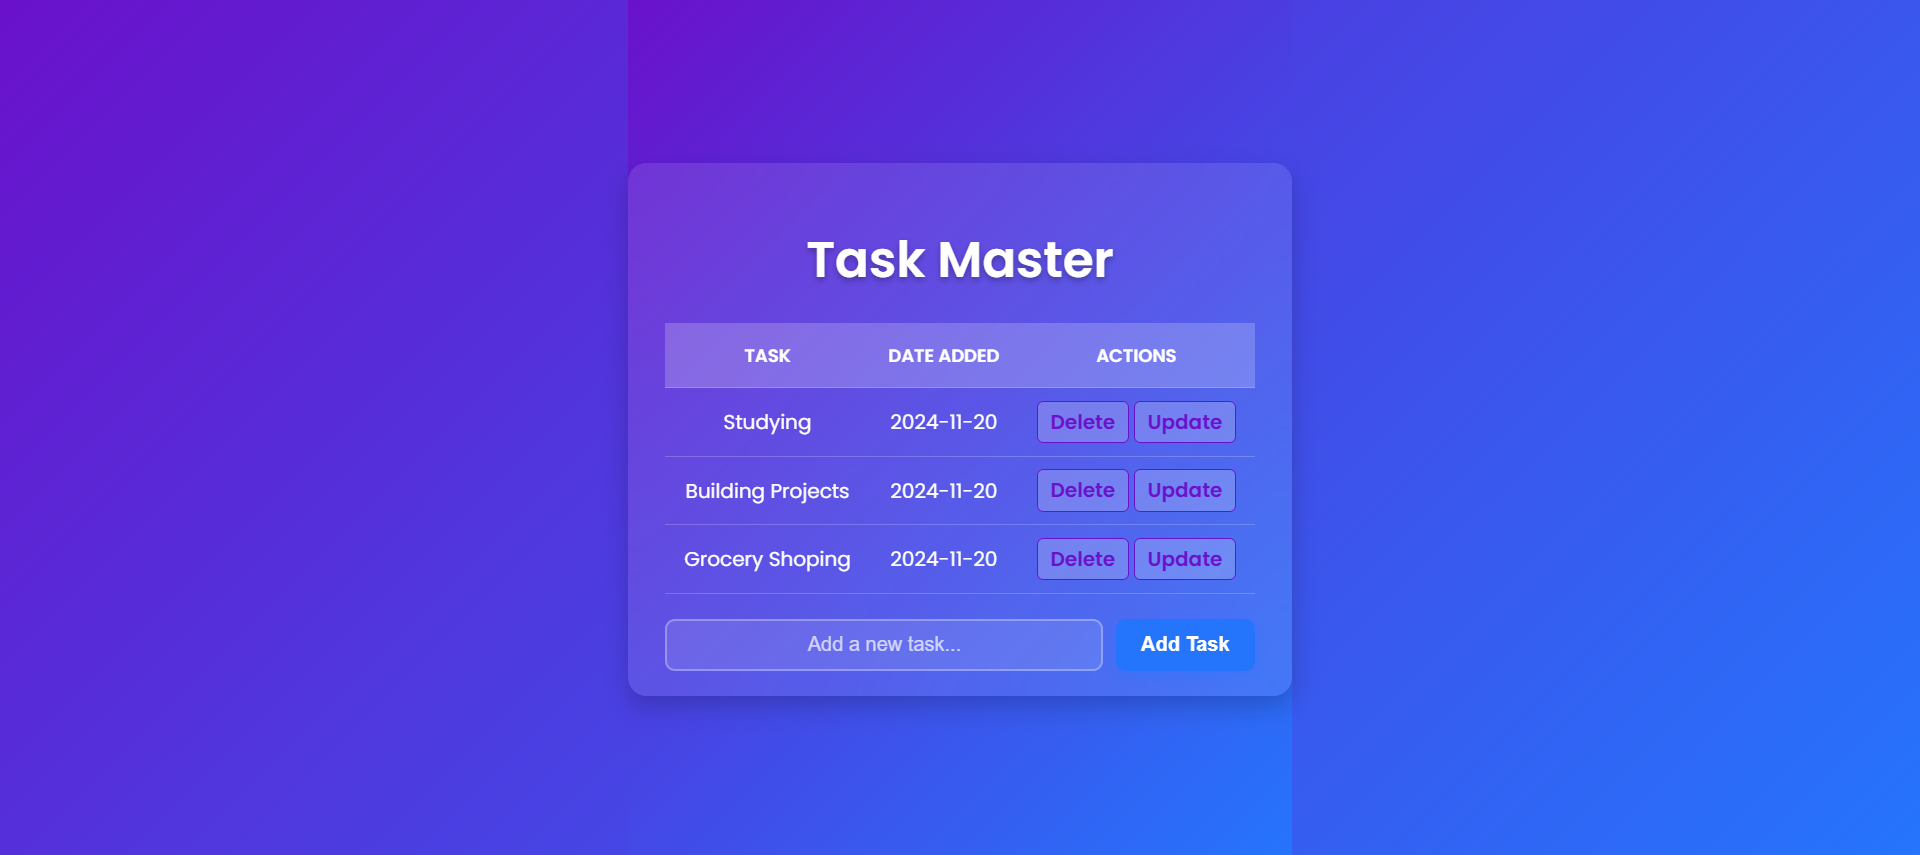 Task Master
TASK DATE ADDED ACTIONS
Studying 2024-11-20 Delete Update
Building Projects 2024-11-20 Delete Update
Grocery Shoping 2024-11-20 Delete Update
Add a new task... Add Task